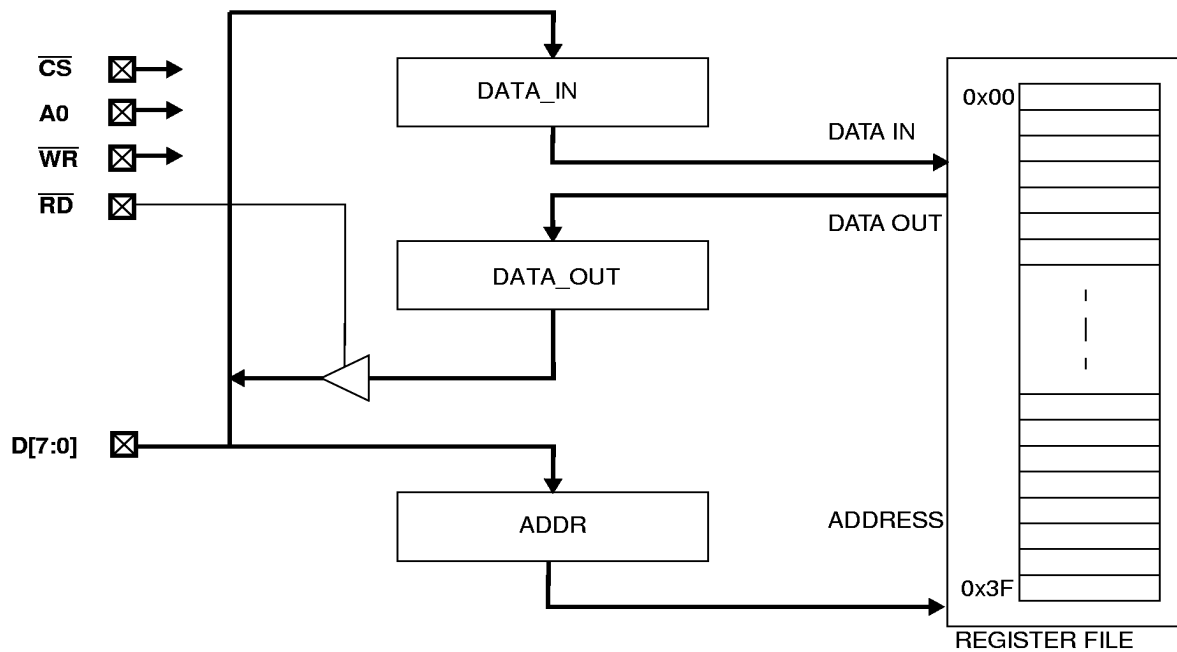 CS
A0
WR
RD
D[7:0]
DATA_IN
DATA_OUT
ADDR
DATA IN
DATA OUT
ADDRESS
0x00
0x3F
REGISTER FILE